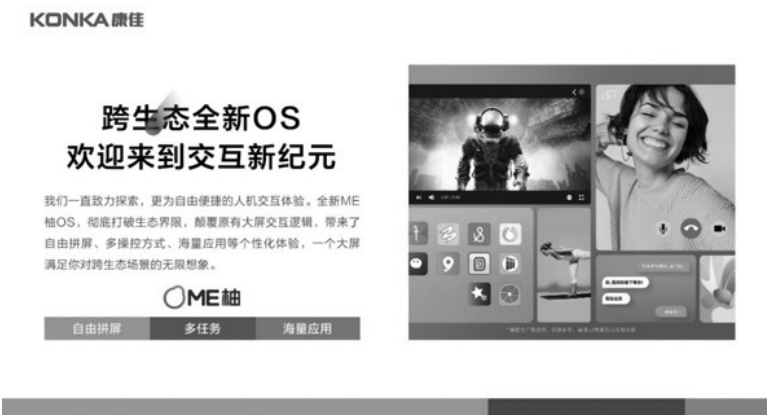 KONKA 康佳
跨生态全新OS
欢迎来到交互新纪元
我们一直致力探索，更为自由便捷的人机交互体验。全新ME
柚OS，彻底打破生态界限，颠覆原有大屏交互逻辑，带来了
自由拼屏、多操控方式、海量应用等个性化体验，一个大屏
满足你对跨生态场景的无限想象。
ME柚
自由拼屏 多任务 海量应用